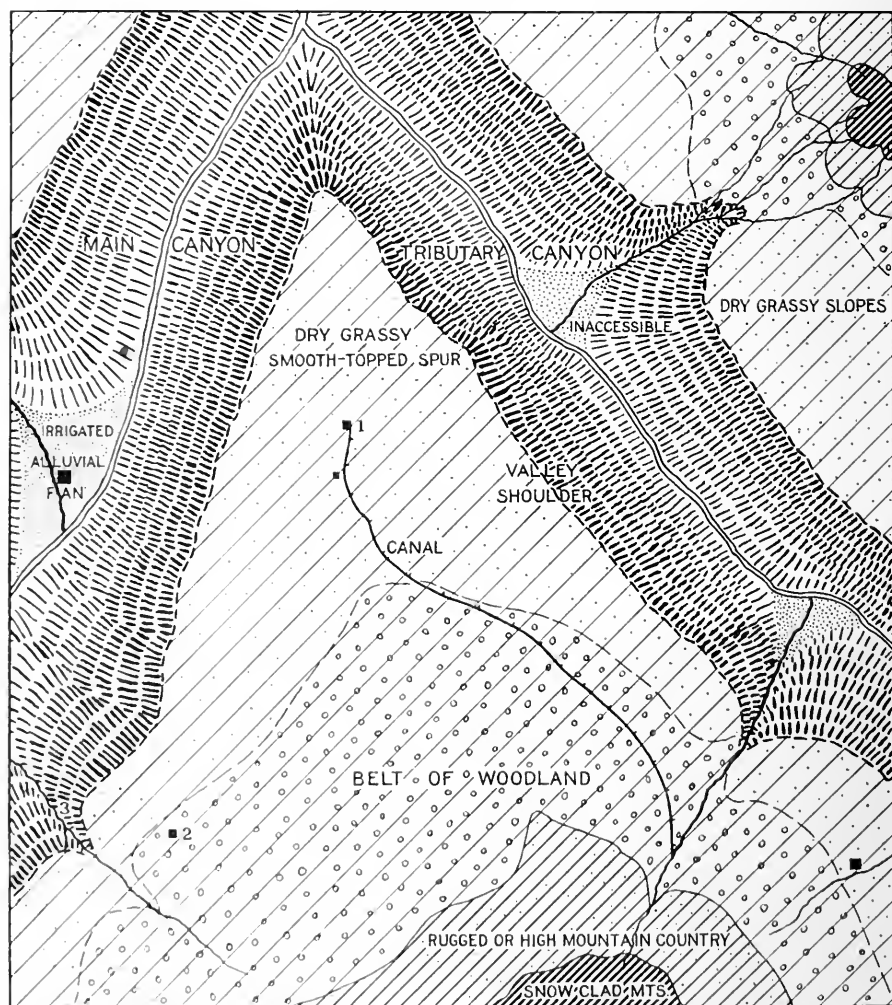 MAIN CANYON
TRIBUTARY CANYON
INACCESSIBLE
DRY GRASSY SLOPES
DRY GRASSY
SMOOTH-TOPPED SPUR
IRRIGATED
ALLUVIAL
FAN
1
VALLEY
SHOULDER
CANAL
BELT OF WOODLAND
3
2
RUGGED OR HIGH MOUNTAIN COUNTRY
SNOW CLAD MTS.